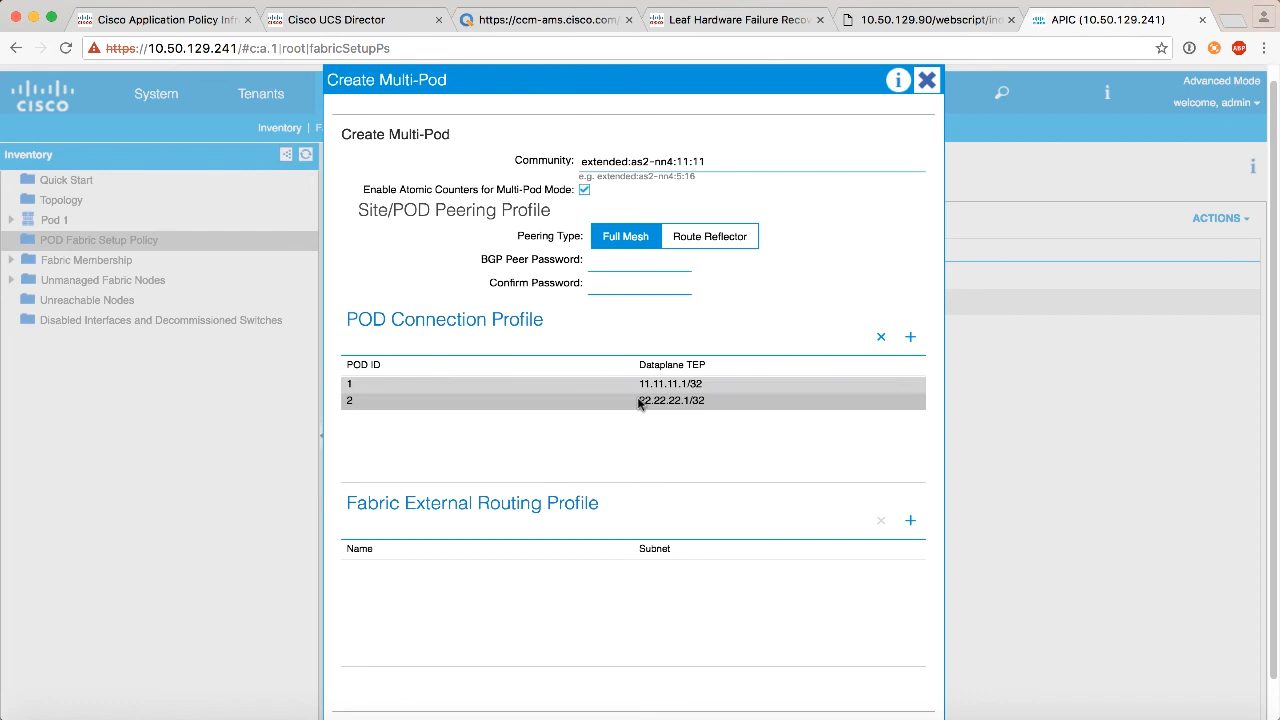 Cisco Application Policy Infr
Cisco UCS Director
https://ccm-ams.cisco.com/
Leaf Hardware Failure
10.50.129.90/webscript/ind
APIC (10.50.129.241)
https://10.50.129.241/#c:a.1|root|fabricSetupPs
ABP
Create Multi-Pod
i
CISCO
System
Tenants
Advanced Mode
welcome, admin
i
Inventory | F
Inventory
i
Quick Start
Topology
Pod 1
POD Fabric Setup Policy
Fabric Membership
Unmanaged Fabric Nodes
Unreachable Nodes
Disabled Interfaces and Decommissioned Switches
ACTIONS
Create Multi-Pod
Community: extended:as2-nn4:11:11
e.g. extended:as2-nn4:5:16
Enable Atomic Counters for Multi-Pod Mode:
Site/POD Peering Profile
Peering Type: Full Mesh Route Reflector
BGP Peer Password:
Confirm Password:
POD Connection Profile
POD ID Dataplane TEP
1 11.11.11.1/32
2 22.22.22.1/32
Fabric External Routing Profile
Name Subnet